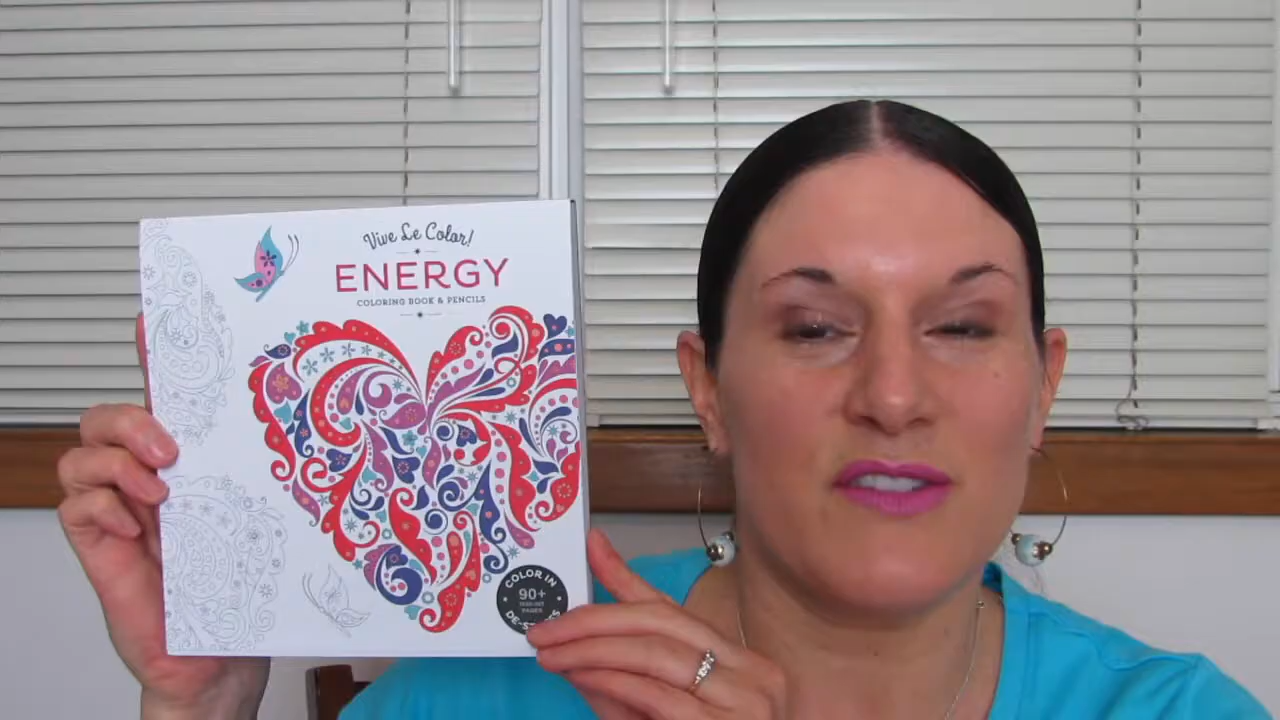 Vive Le Color!
ENERGY
COLORING BOOK & PENCILS
COLOR IN
90+
PAGES